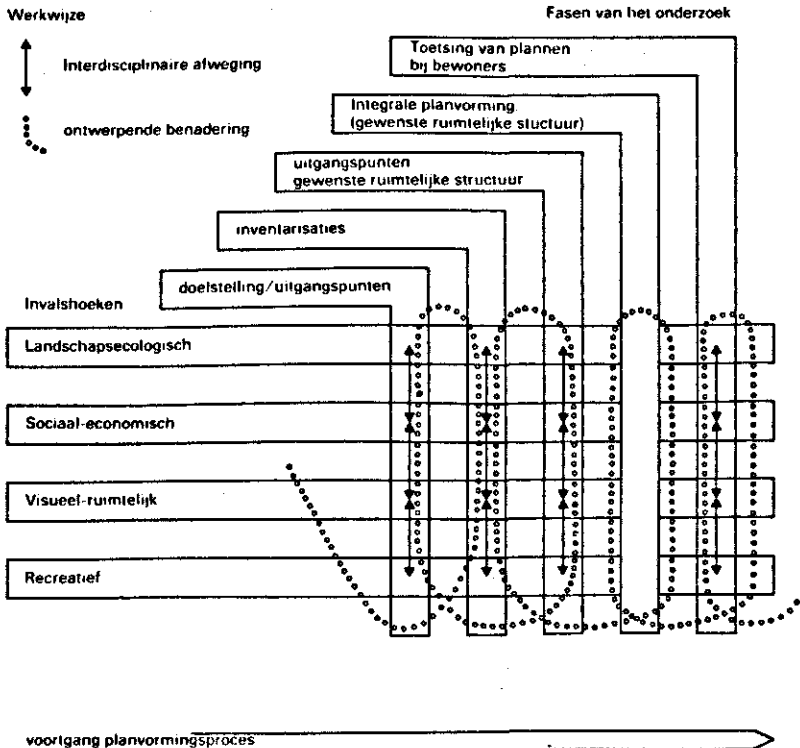 Werkwijze
Fasen van het onderzoek
Interdisciplinaire afweging
ontwerpende benadering
Toetsing van plannen
bij bewoners
Integrale planvorming.
(gewenste ruimtelijke stuctuur)
uitgangspunten
gewenste ruimtelijke structuur
inventarisaties
doelstelling/uitgangspunten
Invalshoeken
Landschapsecologisch
Sociaal-economisch
Visueel-ruimtelijk
Recreatief
voortgang planvormingsproces